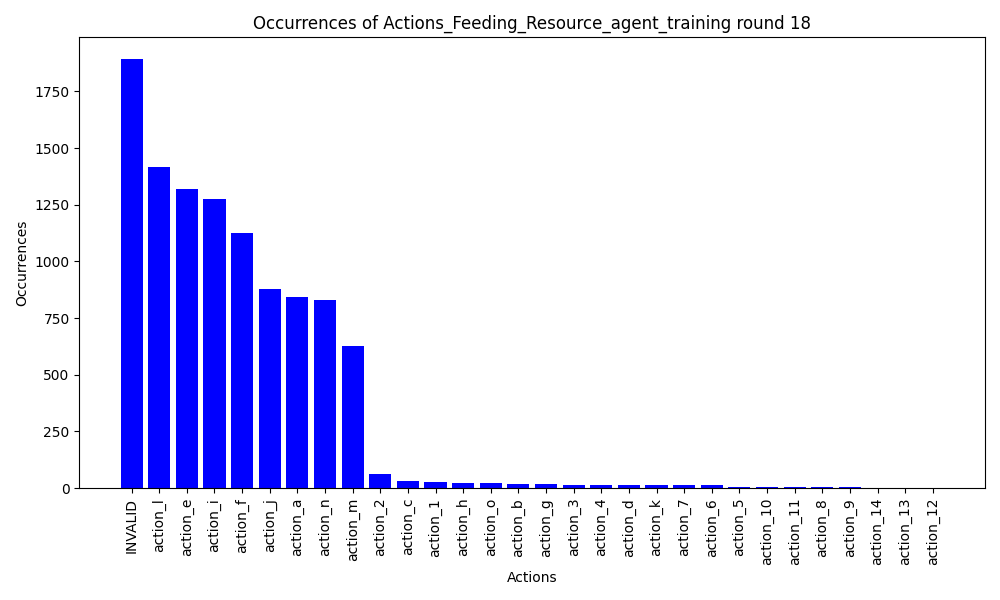 Occurrences of Actions_Feeding_Resource_agent_training round 18
Occurrences
1750
1500
1250
1000
750
500
250
0
INVALID
action_l
action_e
action_i
action_f
action_j
action_a
action_n
action_m
action_2
action_c
action_1
action_h
action_o
action_b
action_g
action_3
action_4
action_d
action_k
action_7
action_6
action_5
action_10
action_11
action_8
action_9
action_14
action_13
action_12
Actions